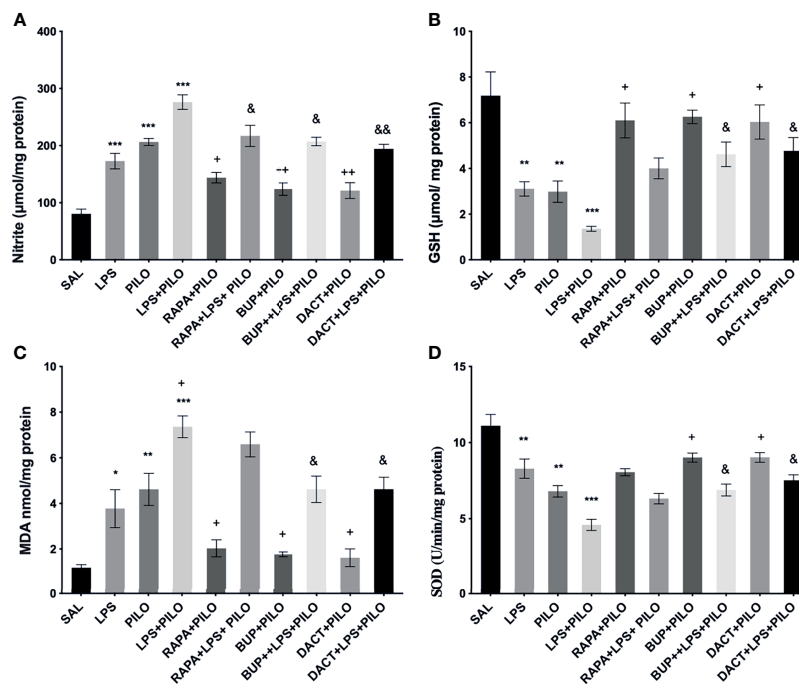 A
Nitrite (µmol/mg protein)
400
300
200
100
0
***
***
***
+
&
--+
&
++
&&
SAL
LPS
PILO
LPS+PILO
RAPA+PILO
RAPA+LPS+ PILO
BUP+PILO
BUP++LPS+PILO
DACT+PILO
DACT+LPS+PILO
B
GSH (µmol/ mg protein)
10
8
6
4
2
0
**
**
***
+
+
&
+
&
SAL
LPS
PILO
LPS+PILO
RAPA+PILO
RAPA+LPS+ PILO
BUP+PILO
BUP++LPS+PILO
DACT+PILO
DACT+LPS+PILO
C
MDA nmol/mg protein
10
8
6
4
2
0
*
**
+
***
+
+
&
+
&
SAL
LPS
PILO
LPS+PILO
RAPA+PILO
RAPA+LPS+ PILO
BUP+PILO
BUP++LPS+PILO
DACT+PILO
DACT+LPS+PILO
D
SOD (U/min/mg protein)
15
10
5
0
**
**
***
+
&
+
&
SAL
LPS
PILO
LPS+PILO
RAPA+PILO
RAPA+LPS+ PILO
BUP+PILO
BUP++LPS+PILO
DACT+PILO
DACT+LPS+PILO